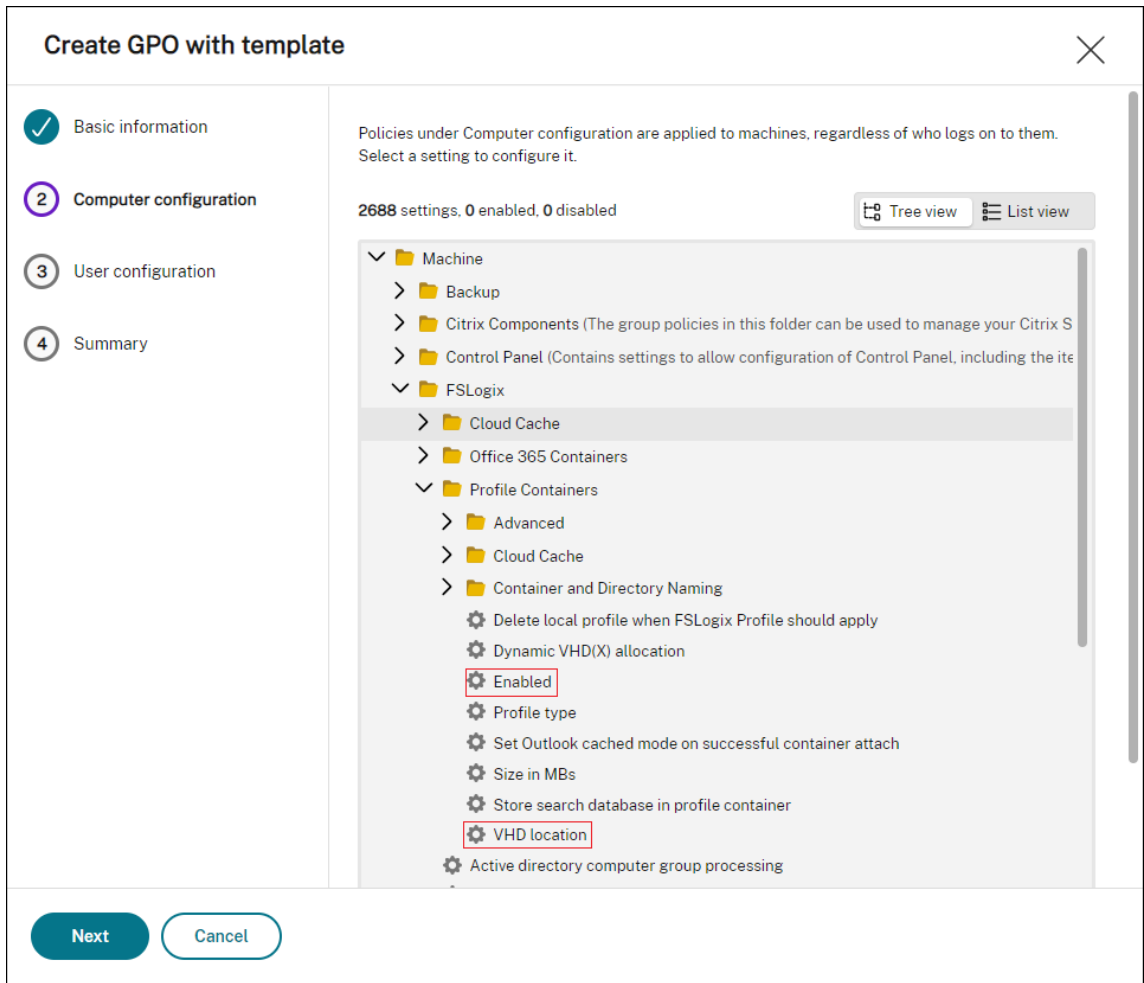 Create GPO with template
Basic information
2 Computer configuration
3 User configuration
4 Summary
Policies under Computer configuration are applied to machines, regardless of who logs on to them.
Select a setting to configure it.
2688 settings, 0 enabled, 0 disabled
Tree view
List view
Machine
Backup
Citrix Components (The group policies in this folder can be used to manage your Citrix S
Control Panel (Contains settings to allow configuration of Control Panel, including the ite
FSLogix
Cloud Cache
Office 365 Containers
Profile Containers
Advanced
Cloud Cache
Container and Directory Naming
Delete local profile when FSLogix Profile should apply
Dynamic VHD(X) allocation
Enabled
Profile type
Set Outlook cached mode on successful container attach
Size in MBs
Store search database in profile container
VHD location
Active directory computer group processing
Next
Cancel